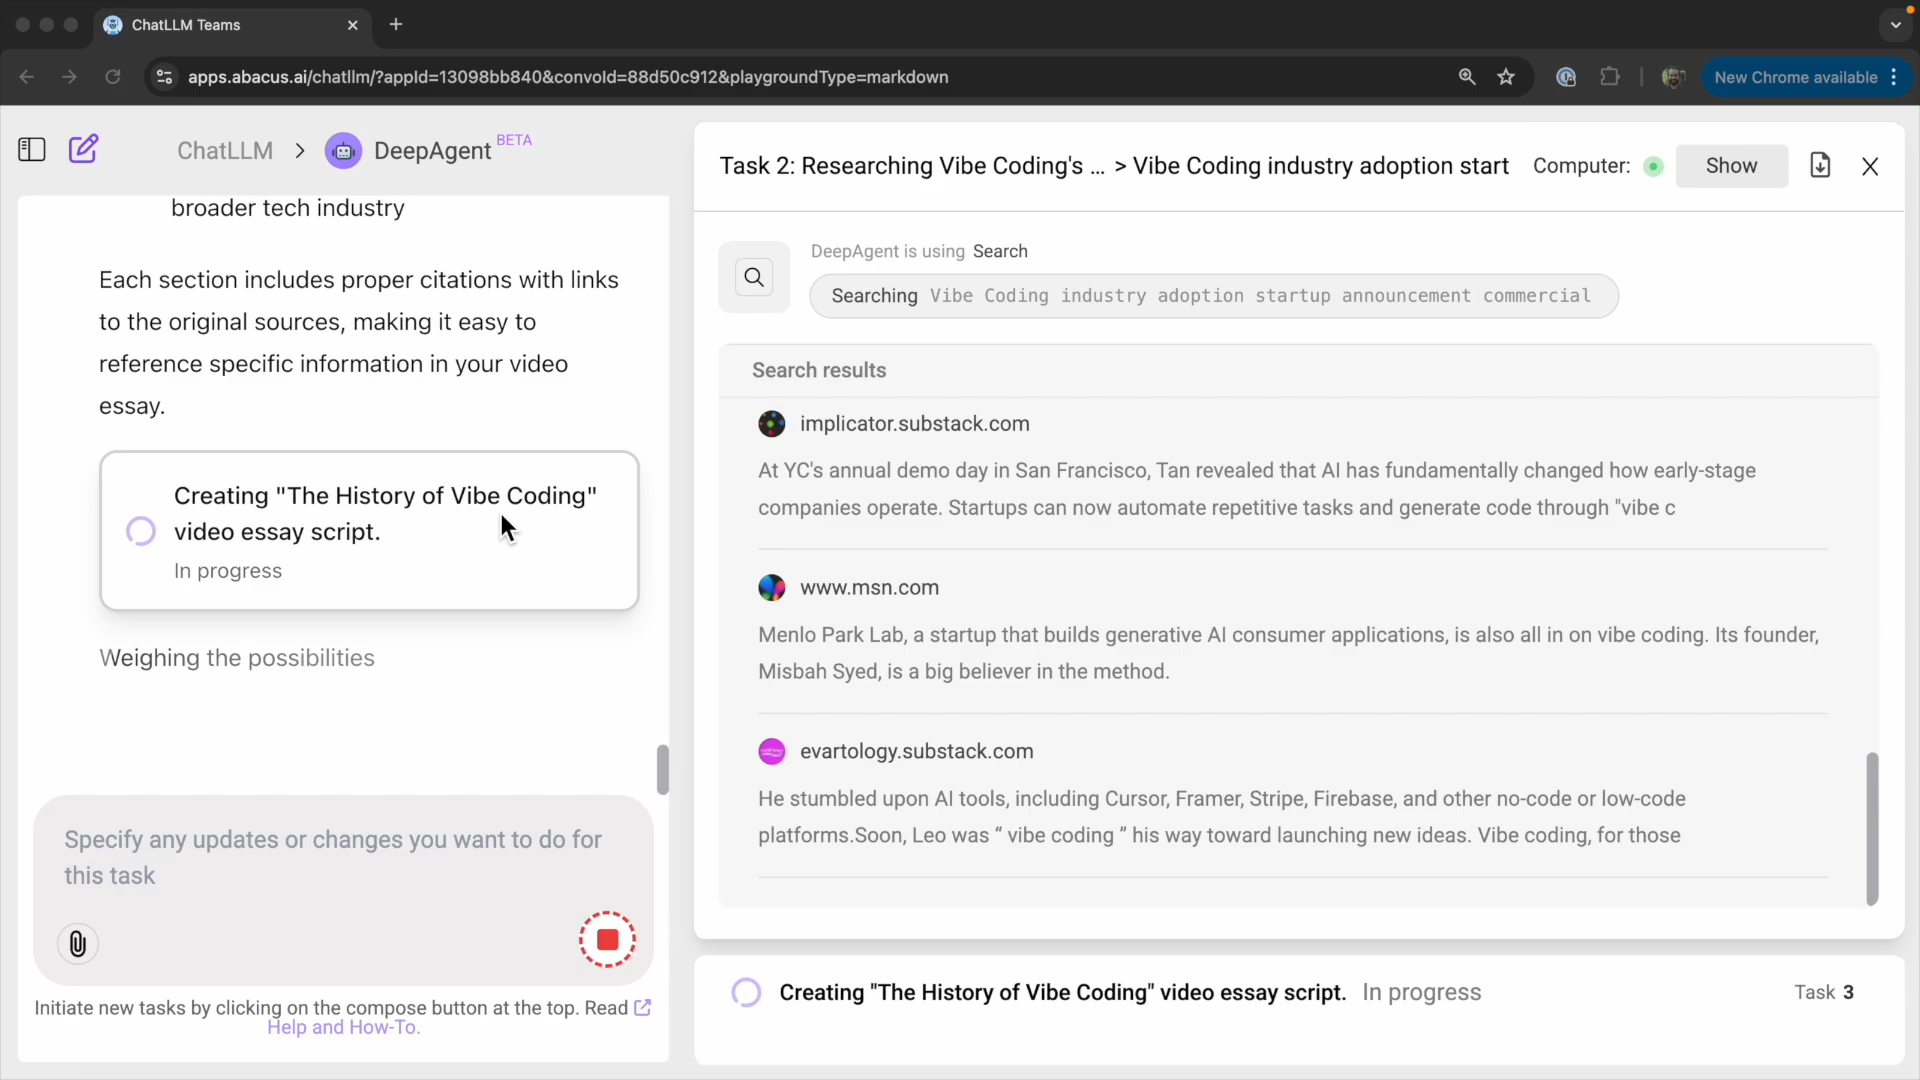 ChatLLM Teams
apps.abacus.ai/chatllm/?appId=13098bb840&convoId=88d50c912&playgroundType=markdown
New Chrome available
ChatLLM > DeepAgent BETA
broader tech industry
Each section includes proper citations with links
to the original sources, making it easy to
reference specific information in your video
essay.
Creating "The History of Vibe Coding"
video essay script.
In progress
Weighing the possibilities
Specify any updates or changes you want to do for
this task
Initiate new tasks by clicking on the compose button at the top. Read
Help and How-To.
Task 2: Researching Vibe Coding's ... > Vibe Coding industry adoption start
Computer:
Show
DeepAgent is using Search
Searching Vibe Coding industry adoption startup announcement commercial
Search results
implicator.substack.com
At YC's annual demo day in San Francisco, Tan revealed that AI has fundamentally changed how early-stage
companies operate. Startups can now automate repetitive tasks and generate code through "vibe c
www.msn.com
Menlo Park Lab, a startup that builds generative AI consumer applications, is also all in on vibe coding. Its founder,
Misbah Syed, is a big believer in the method.
evartology.substack.com
He stumbled upon AI tools, including Cursor, Framer, Stripe, Firebase, and other no-code or low-code
platforms.Soon, Leo was “ vibe coding ” his way toward launching new ideas. Vibe coding, for those
Creating "The History of Vibe Coding" video essay script. In progress
Task 3